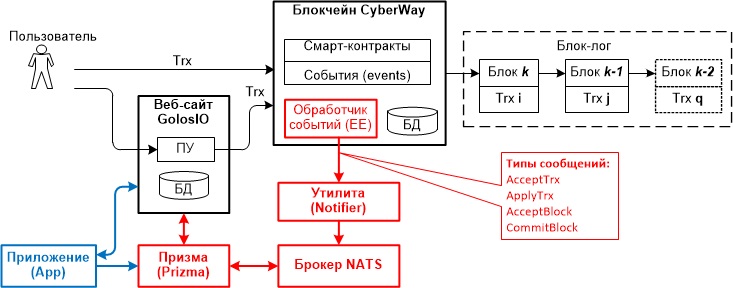 Пользователь
Trx
Веб-сайт
GolosIO
ПУ
БД
Trx
Блокчейн CyberWay
Смарт-контракты
События (events)
Обработчик
событий (EE)
БД
Блок-лог
Блок k
Trx i
Блок k-1
Trx j
Блок k-2
Trx q
Типы сообщений:
AcceptTrx
ApplyTrx
AcceptBlock
CommitBlock
Утилита
(Notifier)
Приложение
(App)
Призма
(Prizma)
Брокер NATS